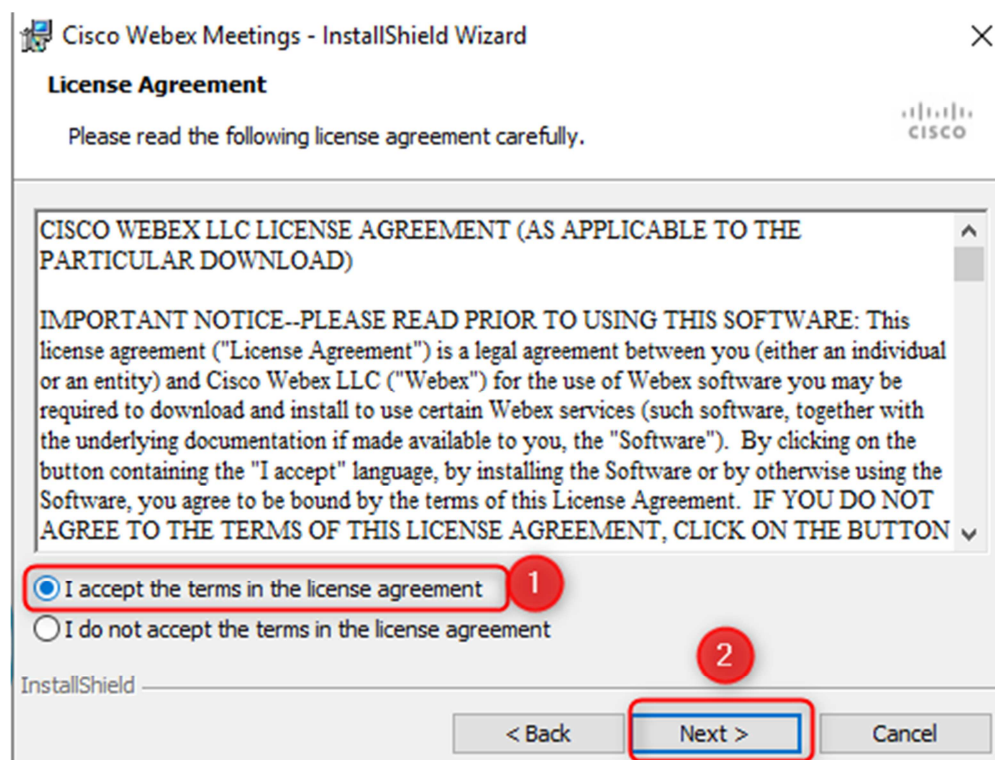 Cisco Webex Meetings - InstallShield Wizard
License Agreement
Please read the following license agreement carefully.
CISCO
CISCO WEBEX LLC LICENSE AGREEMENT (AS APPLICABLE TO THE
PARTICULAR DOWNLOAD)
IMPORTANT NOTICE--PLEASE READ PRIOR TO USING THIS SOFTWARE: This
license agreement ("License Agreement") is a legal agreement between you (either an individual
or an entity) and Cisco Webex LLC ("Webex") for the use of Webex software you may be
required to download and install to use certain Webex services (such software, together with
the underlying documentation if made available to you, the "Software").  By clicking on the
button containing the "I accept" language, by installing the Software or by otherwise using the
Software, you agree to be bound by the terms of this License Agreement.  IF YOU DO NOT
AGREE TO THE TERMS OF THIS LICENSE AGREEMENT, CLICK ON THE BUTTON
I accept the terms in the license agreement 1
I do not accept the terms in the license agreement
2
InstallShield
< Back Next > Cancel